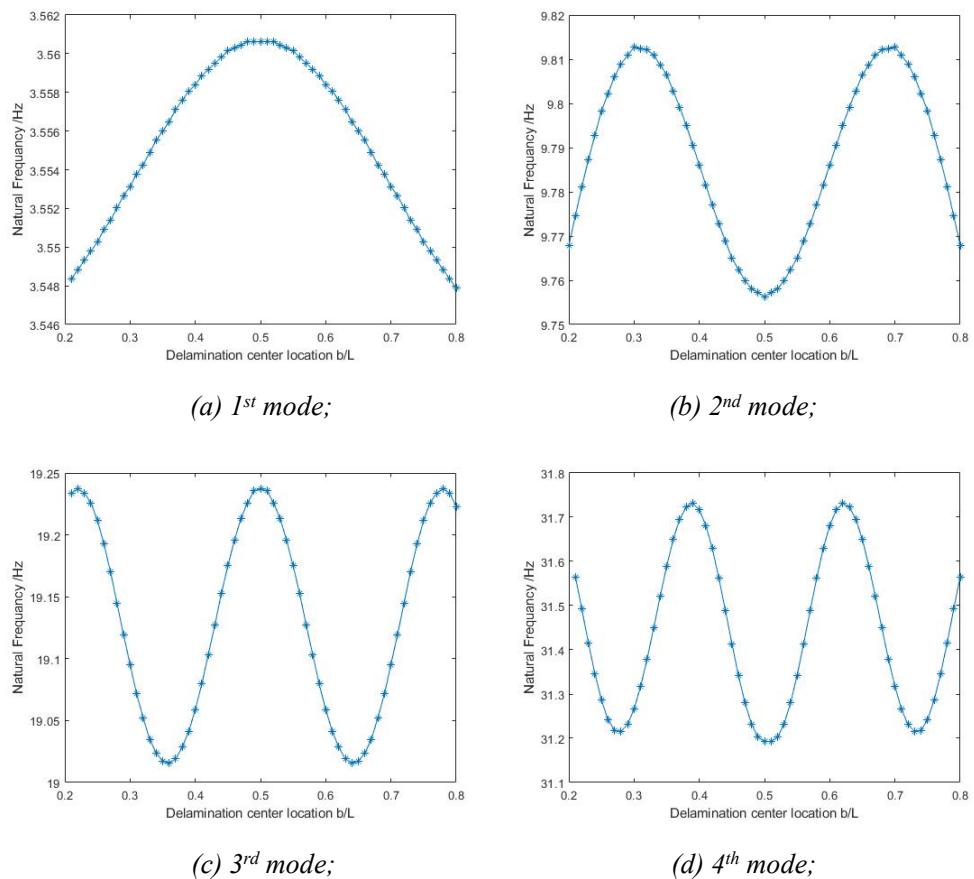 3.562
3.56
3.558
3.556
3.554
3.552
3.55
3.548
3.546
0.2 0.3 0.4 0.5 0.6 0.7 0.8
Natural Frequancy /Hz
Delamination center location b/L
(a) 1st mode;
9.82
9.81
9.8
9.79
9.78
9.77
9.76
9.75
0.2 0.3 0.4 0.5 0.6 0.7 0.8
Natural Frequancy /Hz
Delamination center location b/L
(b) 2nd mode;
19.25
19.2
19.15
19.1
19.05
19
0.2 0.3 0.4 0.5 0.6 0.7 0.8
Natural Frequancy /Hz
Delamination center location b/L
(c) 3rd mode;
31.8
31.7
31.6
31.5
31.4
31.3
31.2
31.1
0.2 0.3 0.4 0.5 0.6 0.7 0.8
Natural Frequancy /Hz
Delamination center location b/L
(d) 4th mode;